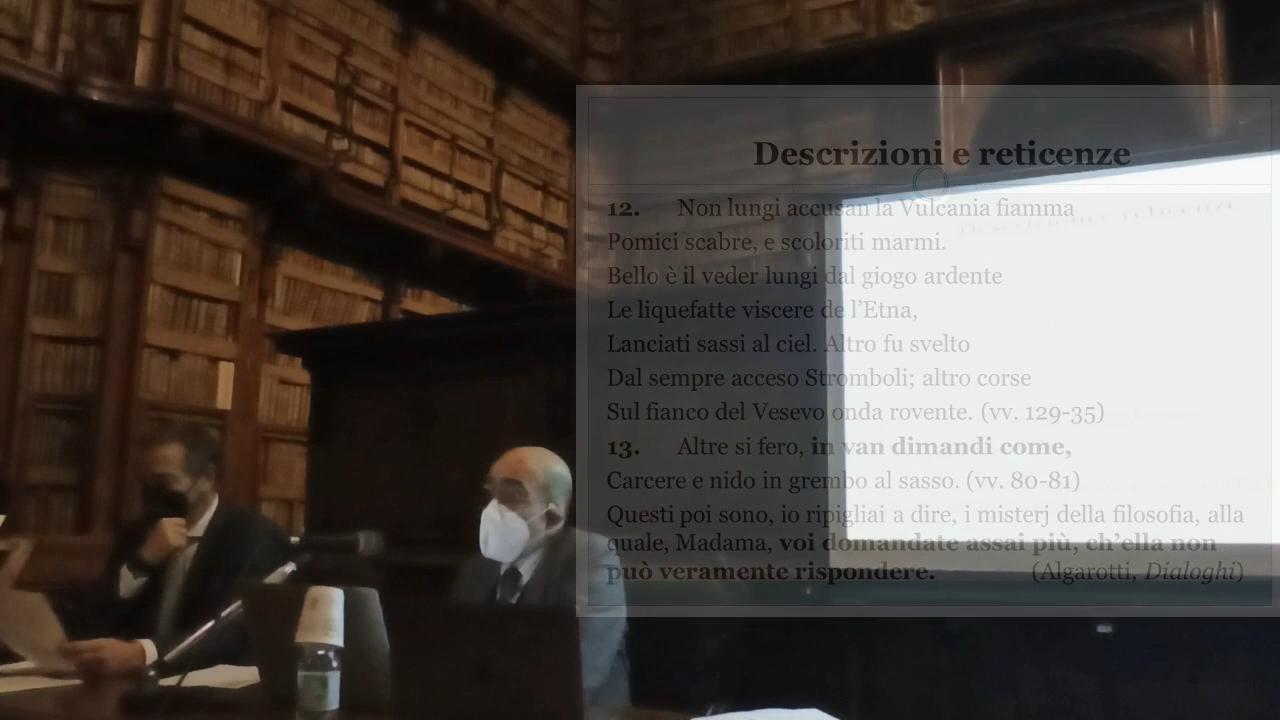 Descrizioni e reticenze
12. Non lungi accusan la Vulcania fiamma
Pomici scabre, e scoloriti marmi.
Bello è il veder lungi dal giogo ardente
Le liquefatte viscere de l’Etna,
Lanciati sassi al ciel. Altro fu svelto
Dal sempre acceso Stromboli; altro corse
Sul fianco del Vesevo onda rovente. (vv. 129-35)
13. Altre si fero, in van dimandi come,
Carcere e nido in grembo al sasso. (vv. 80-81)
Questi poi sono, io ripigliai a dire, i misterj della filosofia, alla
quale, Madama, voi domandate assai più, ch’ella non
può veramente rispondere. (Algarotti, Dialoghi)